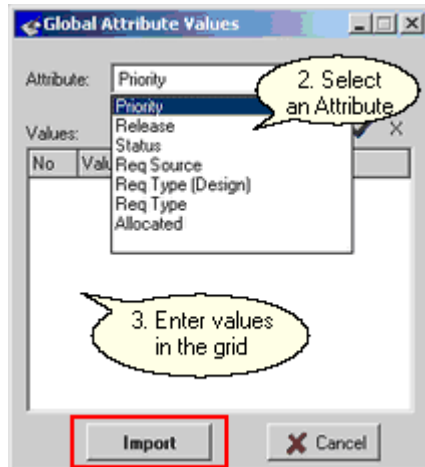 Global Attribute Values
Attribute:
Priority
2. Select
an Attribute
Priority
Release
Status
Req Source
Req Type (Design)
Req Type
Allocated
Values:
No
3. Enter values
in the grid
Import
Cancel